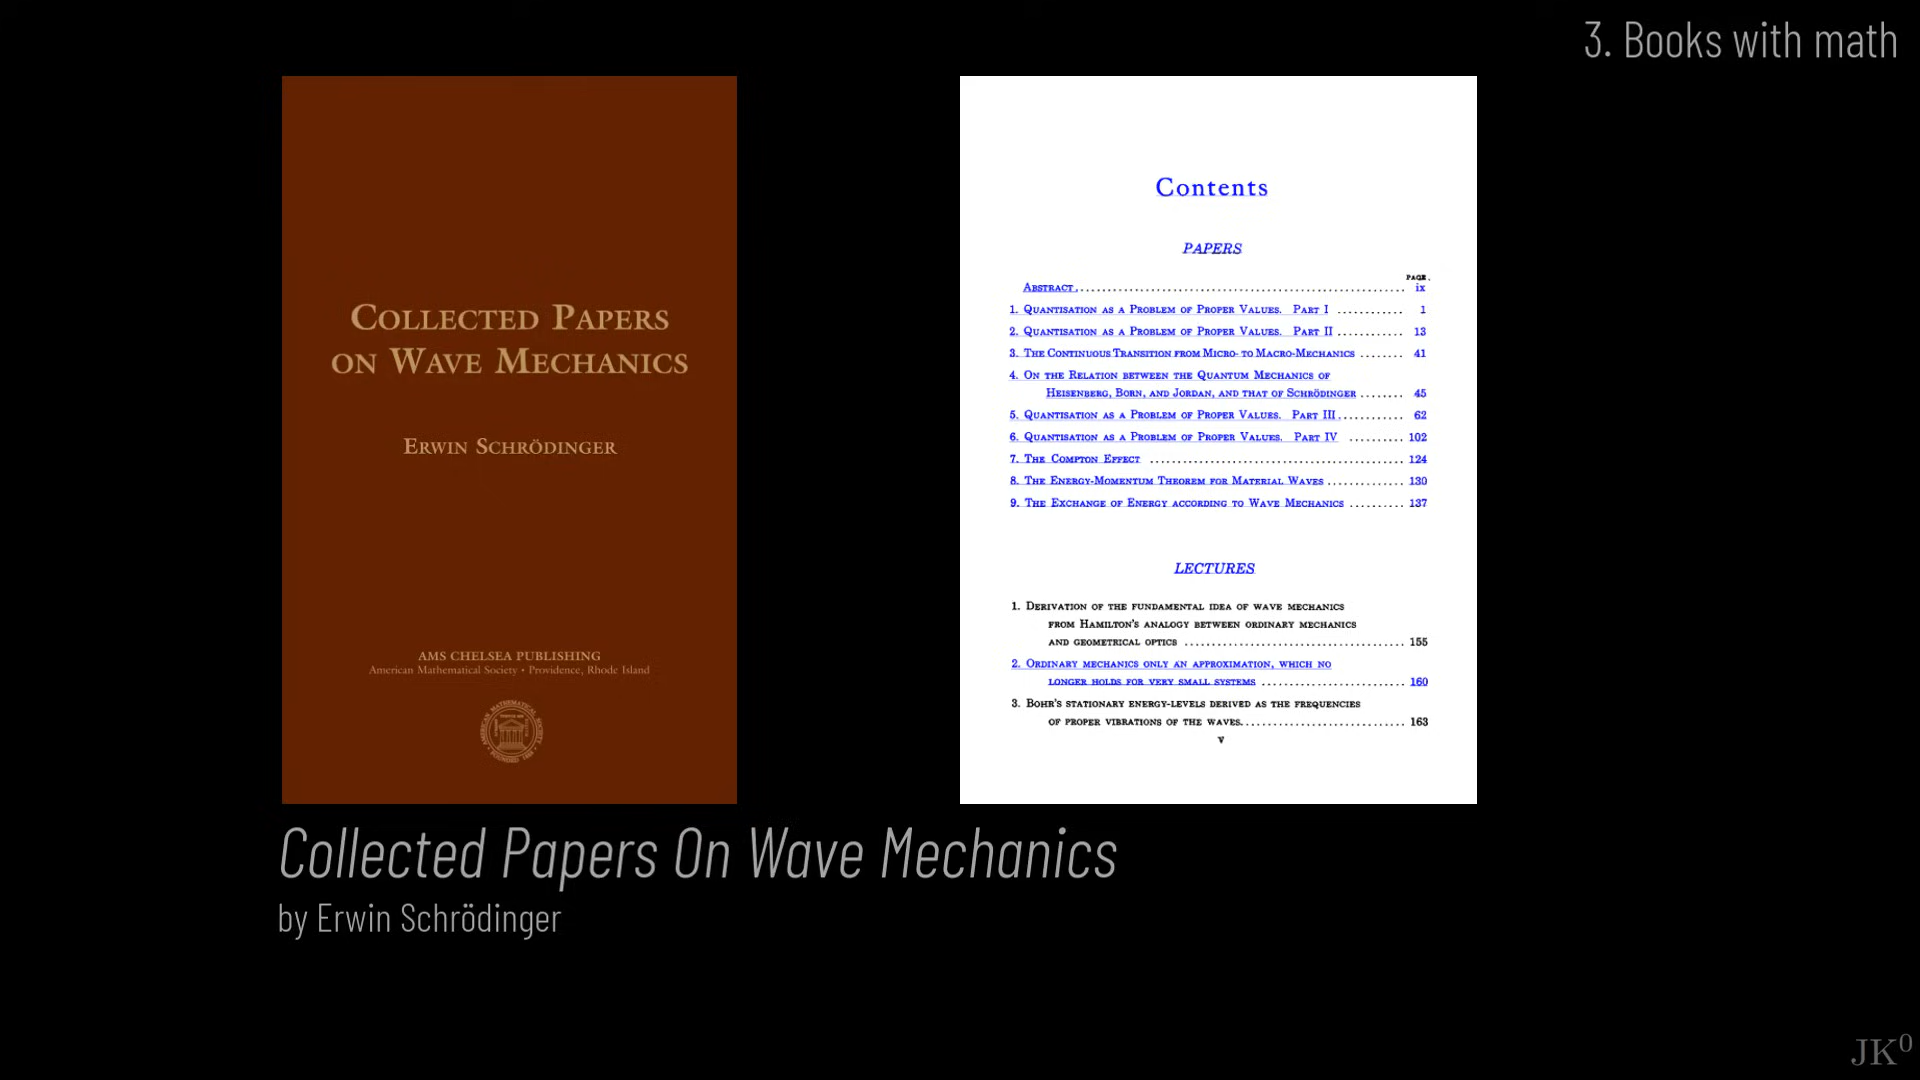 3. Books with math
COLLECTED PAPERS
ON WAVE MECHANICS
ERWIN SCHRÖDINGER
AMS CHELSEA PUBLISHING
American Mathematical Society • Providence, Rhode Island
Contents
PAPERS
PAGE
ABSTRACT ix
1. QUANTISATION AS A PROBLEM OF PROPER VALUES. PART I 1
2. QUANTISATION AS A PROBLEM OF PROPER VALUES. PART II 13
3. THE CONTINUOUS TRANSITION FROM MICRO- TO MACRO-MECHANICS 41
4. ON THE RELATION BETWEEN THE QUANTUM MECHANICS OF
HEISENBERG, BORN, AND JORDAN, AND THAT OF SCHRÖDINGER 45
5. QUANTISATION AS A PROBLEM OF PROPER VALUES. PART III 62
6. QUANTISATION AS A PROBLEM OF PROPER VALUES. PART IV 102
7. THE COMPTON EFFECT 124
8. THE ENERGY-MOMENTUM THEOREM FOR MATERIAL WAVES 130
9. THE EXCHANGE OF ENERGY ACCORDING TO WAVE MECHANICS 137
LECTURES
1. DERIVATION OF THE FUNDAMENTAL IDEA OF WAVE MECHANICS
FROM HAMILTON'S ANALOGY BETWEEN ORDINARY MECHANICS
AND GEOMETRICAL OPTICS 155
2. ORDINARY MECHANICS ONLY AN APPROXIMATION, WHICH NO
LONGER HOLDS FOR VERY SMALL SYSTEMS 160
3. BOHR'S STATIONARY ENERGY-LEVELS DERIVED AS THE FREQUENCIES
OF PROPER VIBRATIONS OF THE WAVES 163
v
Collected Papers On Wave Mechanics
by Erwin Schrödinger
JK⁰